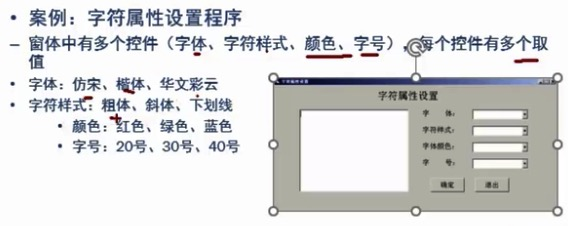 • 案例：字符属性设置程序
– 窗体中有多个控件（字体、字符样式、颜色、字号），每个控件有多个取
值
• 字体：仿宋、楷体、华文彩云
• 字符样式：粗体、斜体、下划线
• 颜色：红色、绿色、蓝色
• 字号：20号、30号、40号
字符属性设置
字 体：
字符样式：
字体颜色：
字 号：
确定 退出